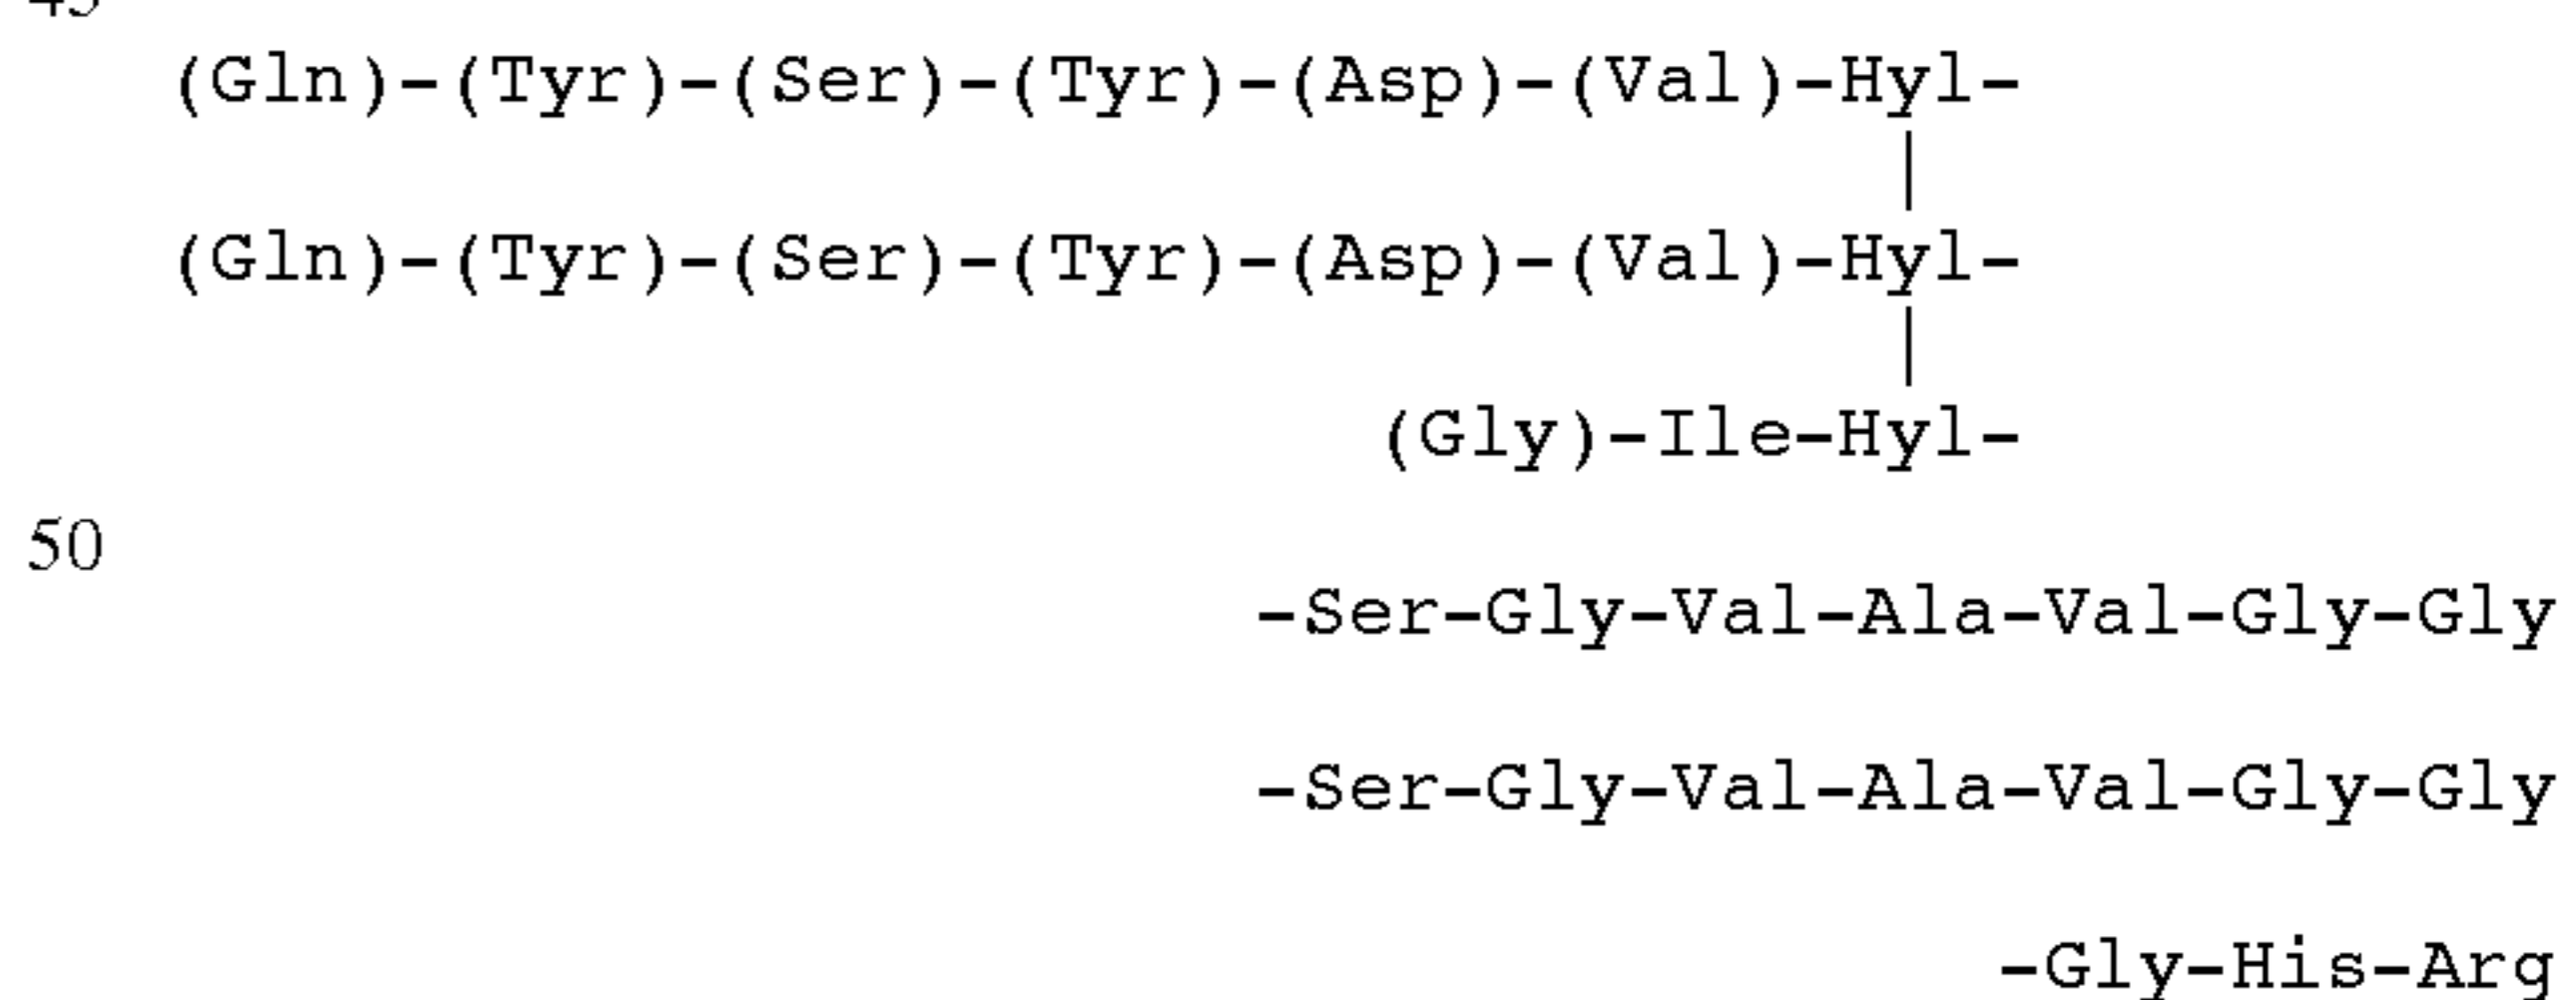 45
(Gln)-(Tyr)-(Ser)-(Tyr)-(Asp)-(Val)-Hyl-
|
(Gln)-(Tyr)-(Ser)-(Tyr)-(Asp)-(Val)-Hyl-
|
(Gly)-Ile-Hyl-
50
-Ser-Gly-Val-Ala-Val-Gly-Gly
-Ser-Gly-Val-Ala-Val-Gly-Gly
-Gly-His-Arg